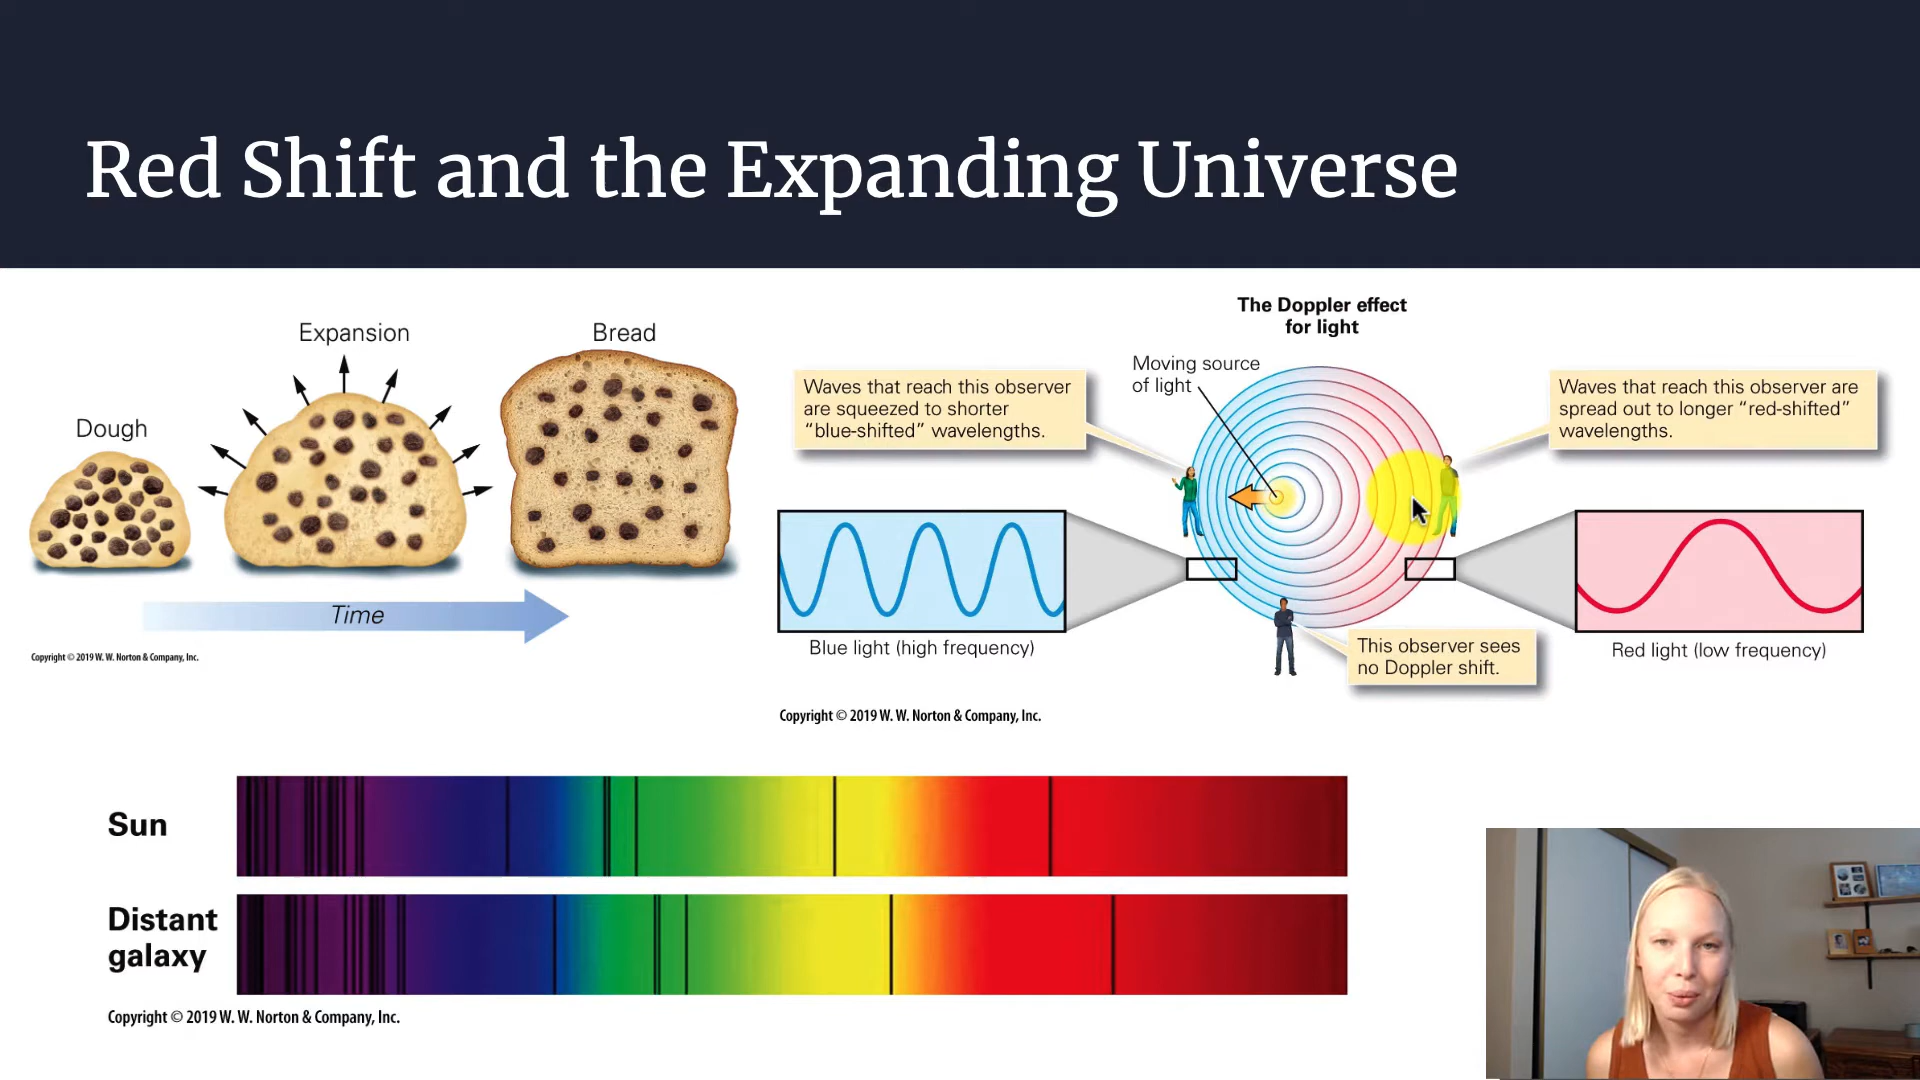 Red Shift and the Expanding Universe
Dough
Expansion
Bread
Time
Copyright © 2019 W. W. Norton & Company, Inc.
The Doppler effect
for light
Moving source
of light
Waves that reach this observer
are squeezed to shorter
“blue-shifted” wavelengths.
Waves that reach this observer are
spread out to longer “red-shifted”
wavelengths.
Blue light (high frequency)
This observer sees
no Doppler shift.
Red light (low frequency)
Copyright © 2019 W. W. Norton & Company, Inc.
Sun
Distant
galaxy
Copyright © 2019 W. W. Norton & Company, Inc.